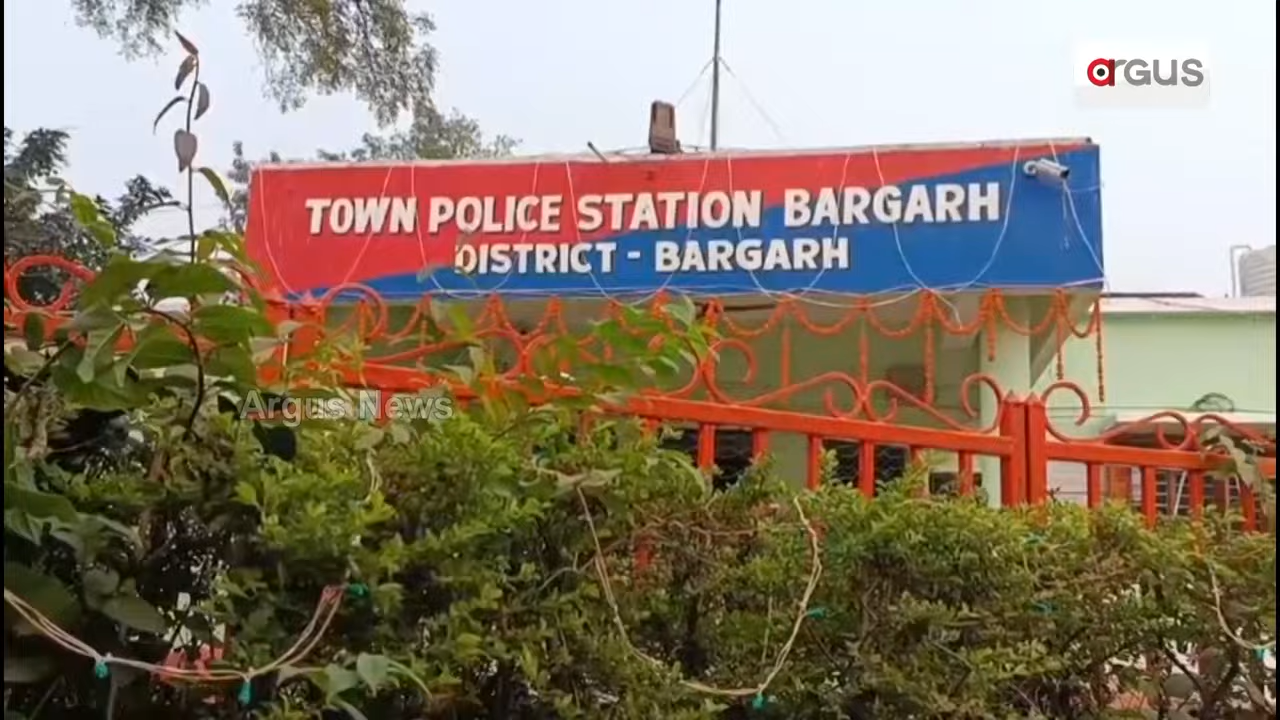 argus
TOWN POLICE STATION BARGARH
DISTRICT - BARGARH
Argus News